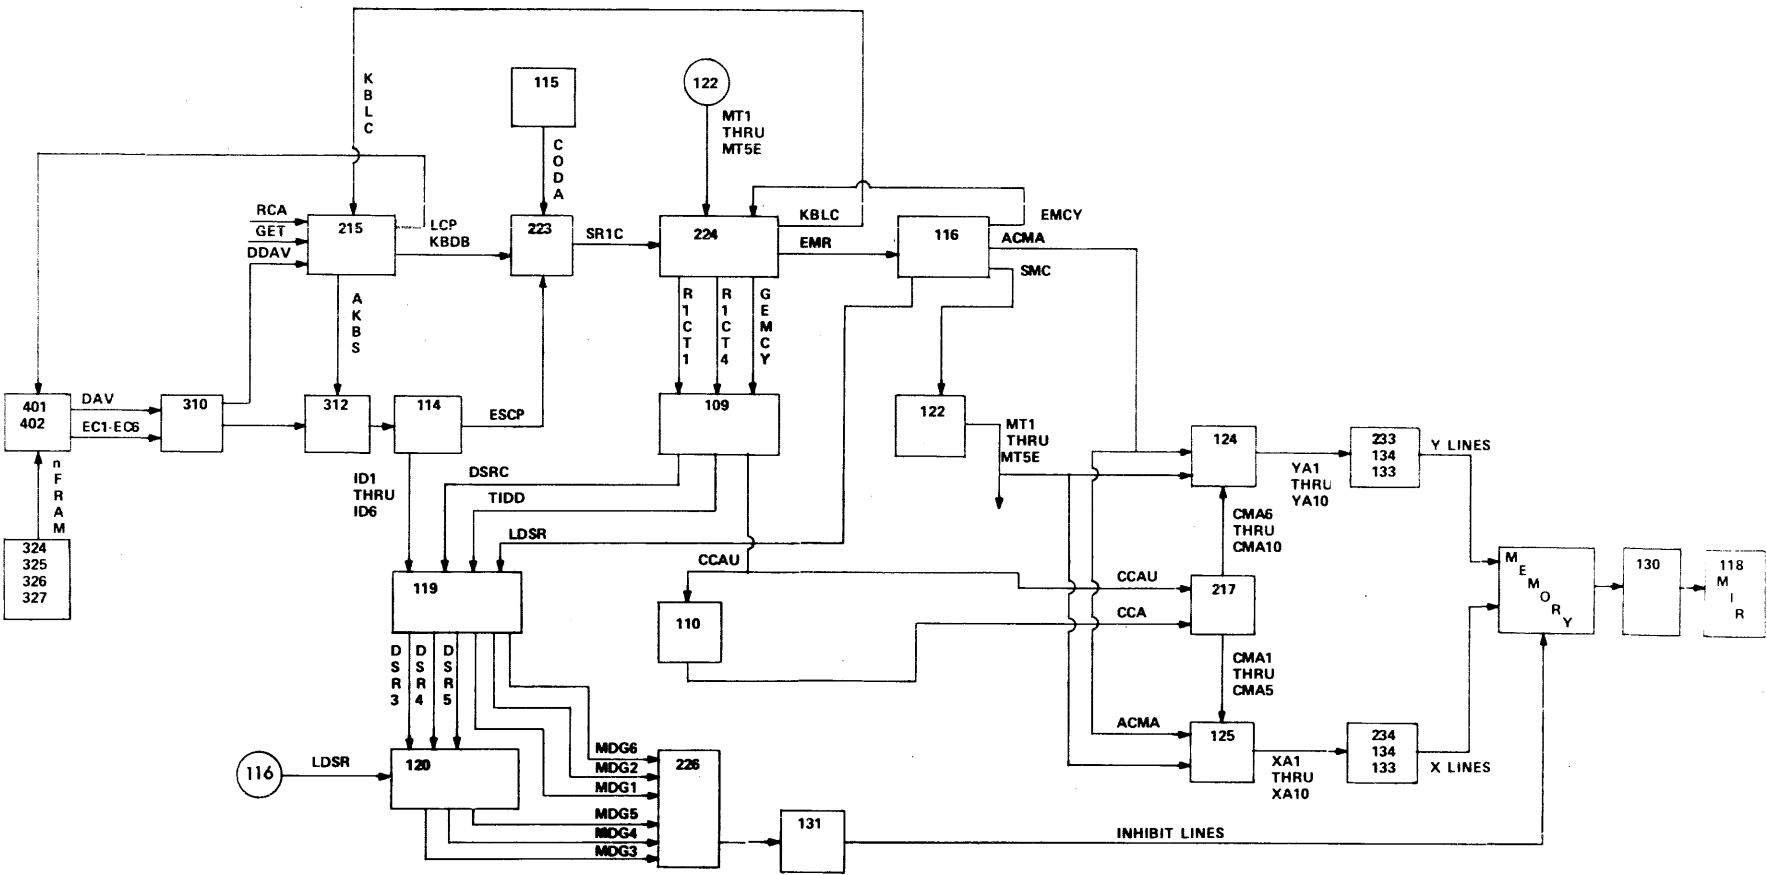 KBLC
115
122
MT1
THRU
MT5E
CODA
RCA
GET
DDAV
215
LCP
KBDB
223
SR1C
224
KBLC
EMR
116
EMCY
ACMA
SMC
AKBS
R1CT1
R1CT4
GEMCY
401
402
DAV
EC1-EC6
310
312
114
ESCP
109
122
MT1
THRU
MT5E
124
YA1
THRU
YA10
233
134
133
Y LINES
nFRAM
324
325
326
327
ID1
THRU
ID6
DSRC
TIDD
LDSR
CCAU
CMA6
THRU
CMA10
119
110
CCAU
CCA
217
MEMORY
130
118
MIR
DSR3
DSR4
DSR5
CMA1
THRU
CMA5
ACMA
125
XA1
THRU
XA10
234
134
133
X LINES
116
LDSR
120
MDG6
MDG2
MDG1
MDG5
MDG4
MDG3
226
131
INHIBIT LINES